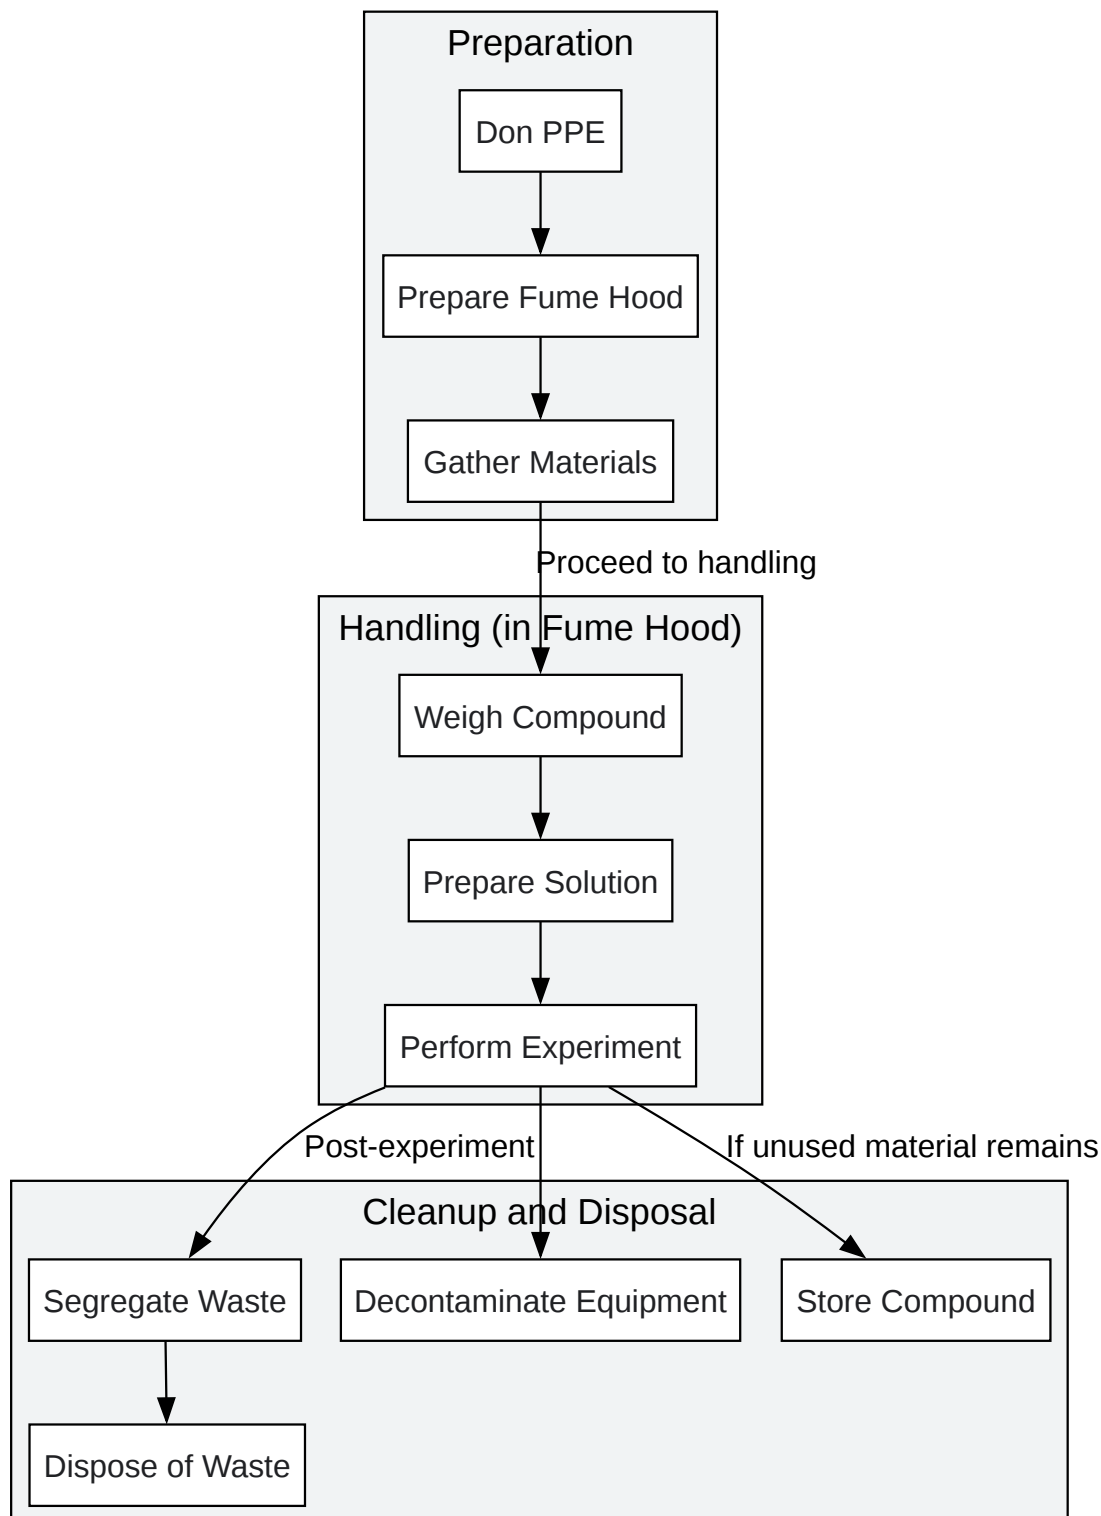 Preparation
Don PPE
Prepare Fume Hood
Gather Materials
Proceed to handling
Handling (in Fume Hood)
Weigh Compound
Prepare Solution
Perform Experiment
Post-experiment
If unused material remains
Cleanup and Disposal
Segregate Waste
Decontaminate Equipment
Store Compound
Dispose of Waste